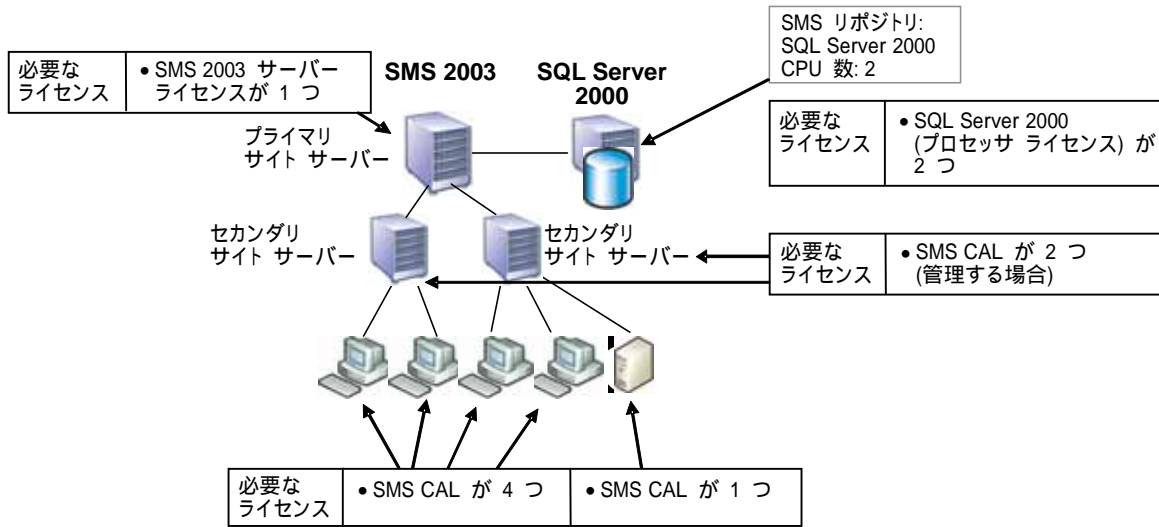 SMS リポジトリ:
SQL Server 2000
CPU 数: 2
必要な
ライセンス
• SMS 2003 サーバー
ライセンスが 1 つ
SMS 2003
SQL Server
2000
プライマリ
サイト サーバー
必要な
ライセンス
• SQL Server 2000
(プロセッサ ライセンス) が
2 つ
セカンダリ
サイト サーバー
セカンダリ
サイト サーバー
必要な
ライセンス
• SMS CAL が 2 つ
(管理する場合)
必要な
ライセンス
• SMS CAL が 4 つ
• SMS CAL が 1 つ